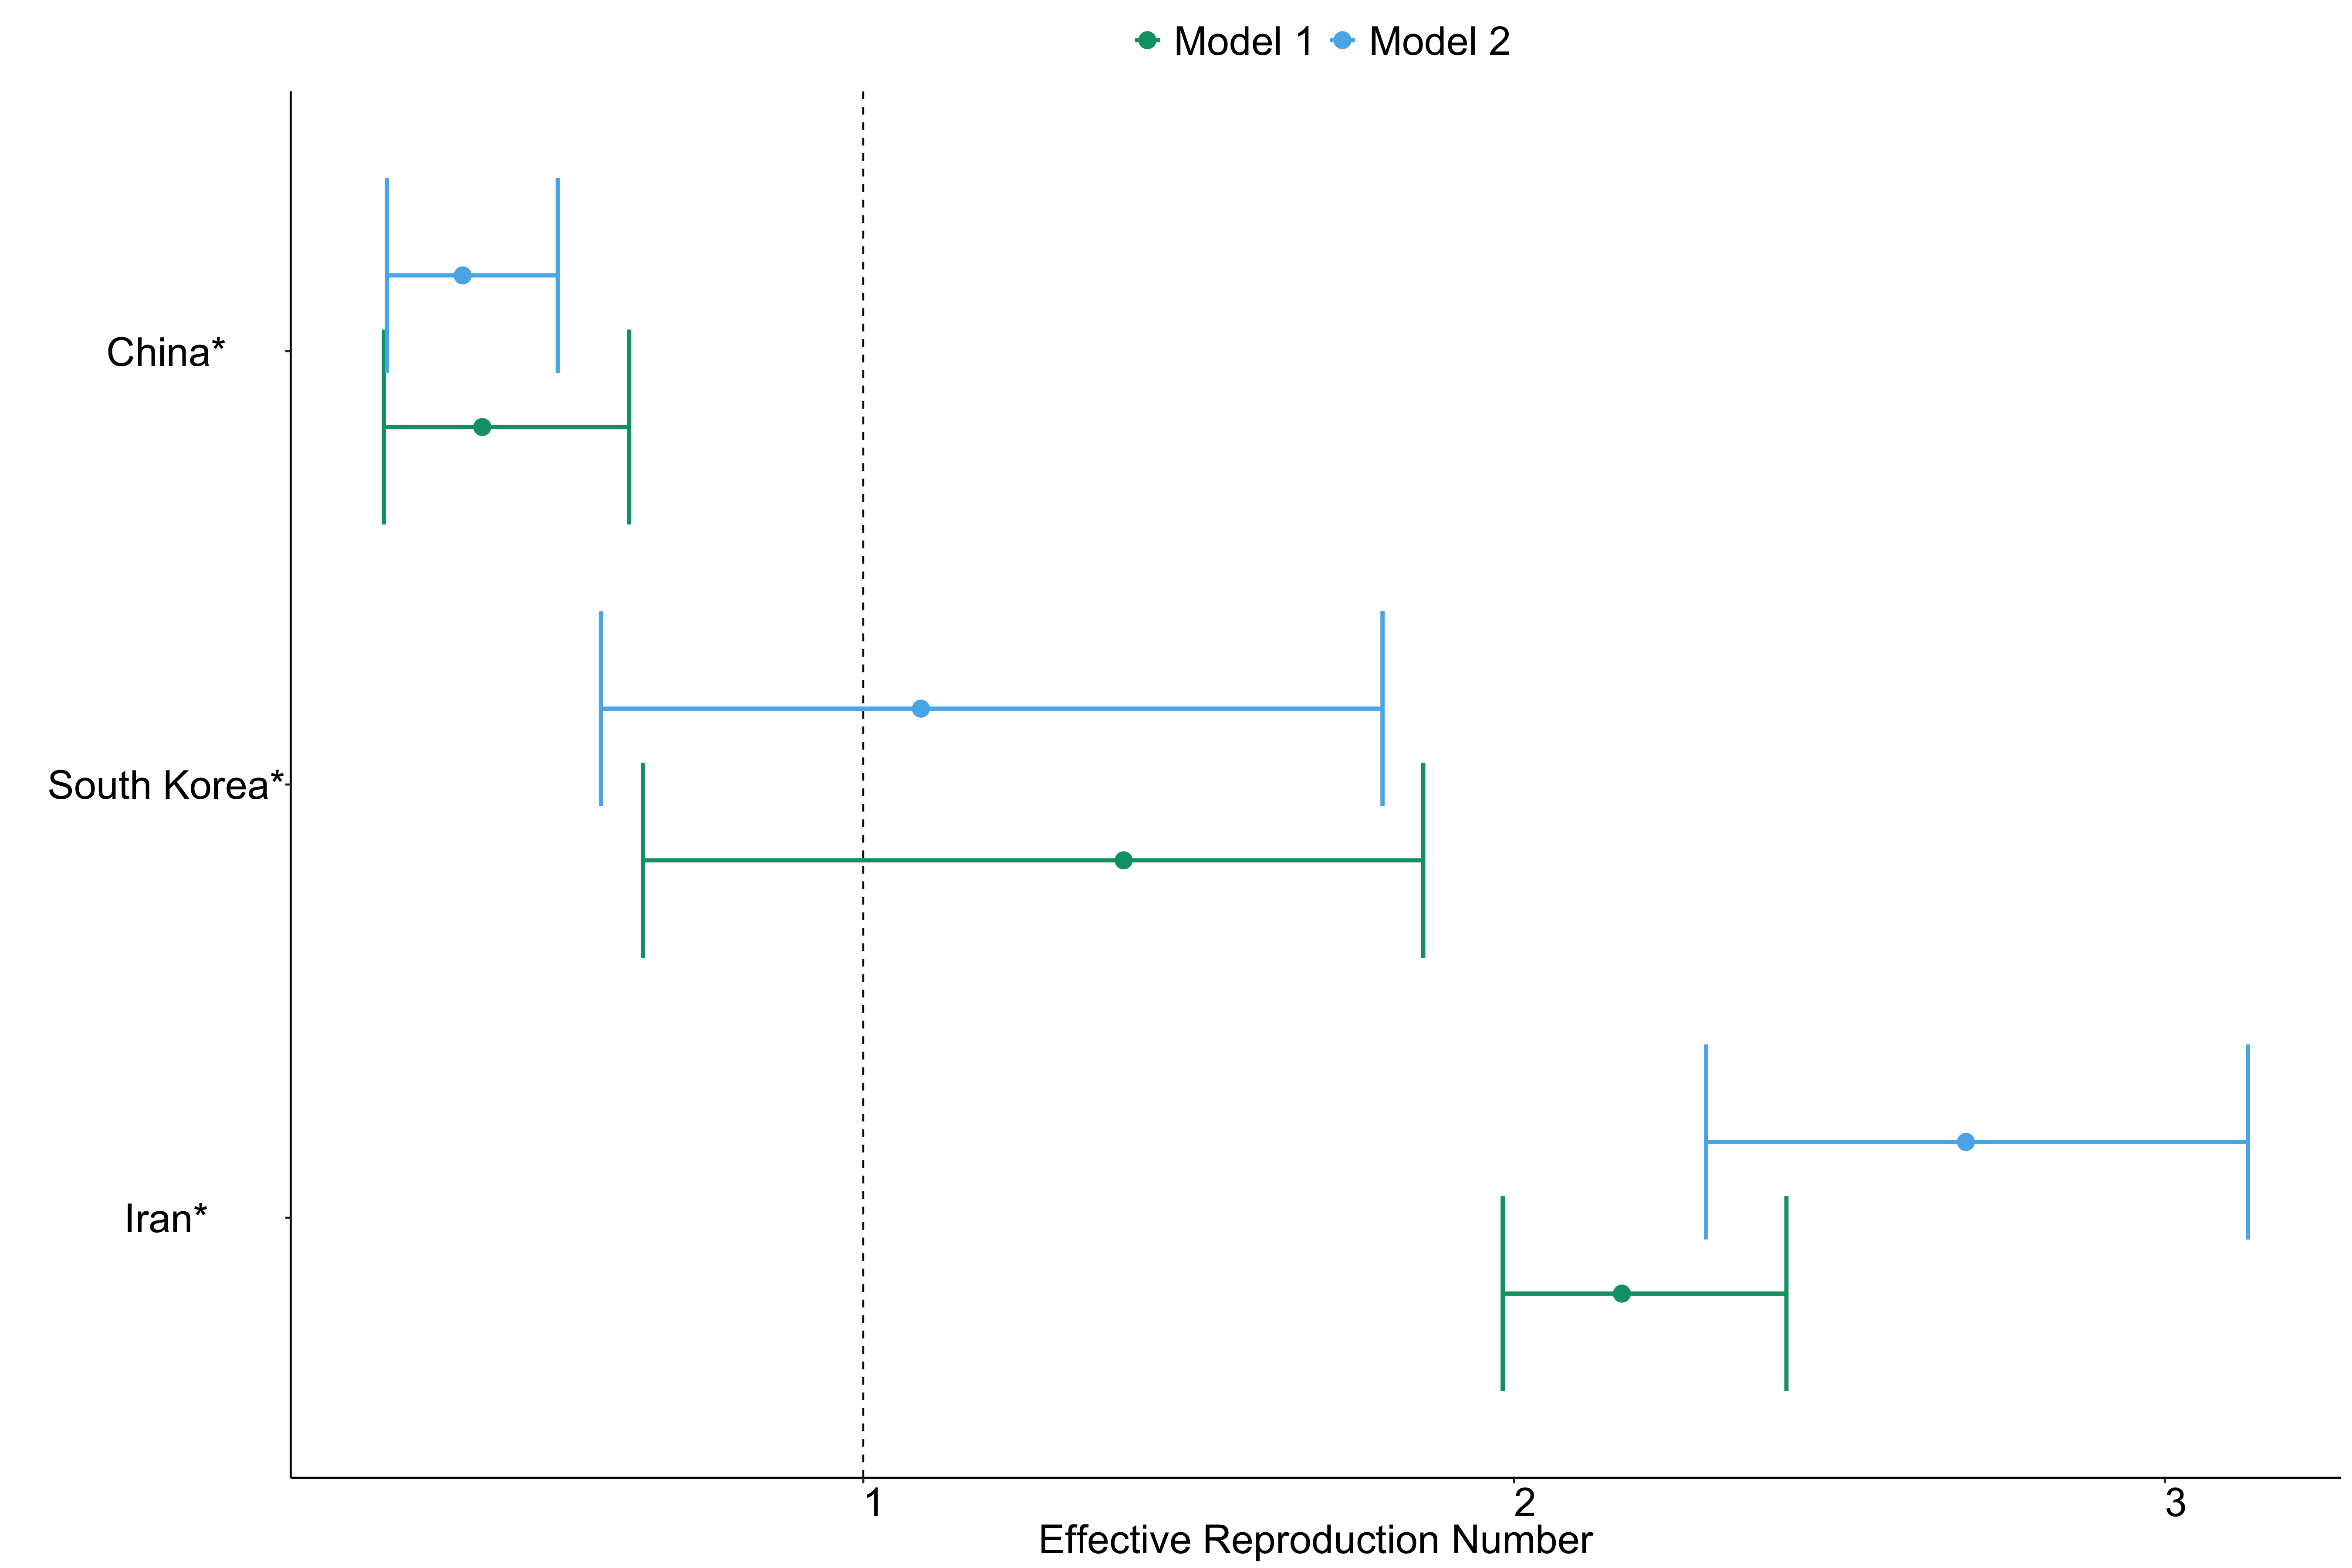 Model 1 Model 2
China*
South Korea*
Iran*
1 2 3
Effective Reproduction Number